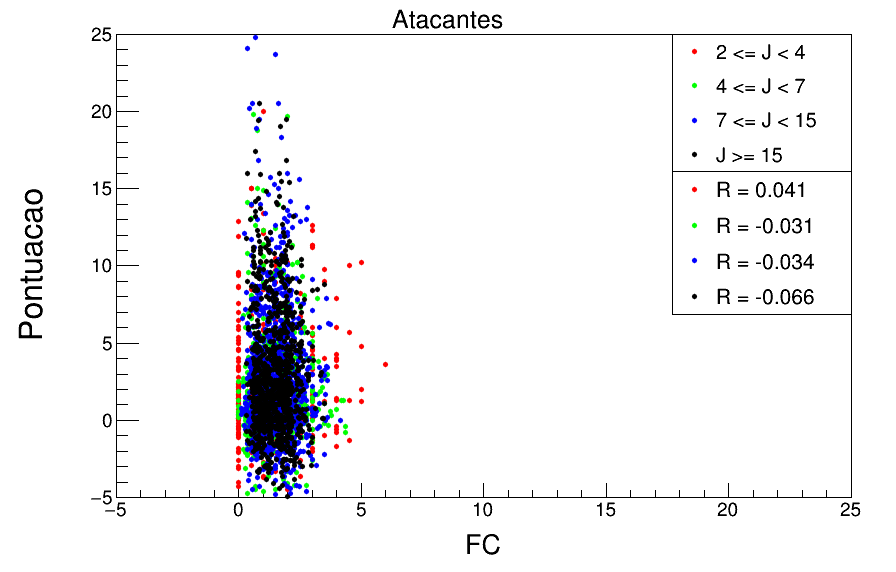 Atacantes
25
20
15
10
5
0
−5
Pontuacao
2 <= J < 4
4 <= J < 7
7 <= J < 15
J >= 15
R = 0.041
R = -0.031
R = -0.034
R = -0.066
−5 0 5 10 15 20 25
FC